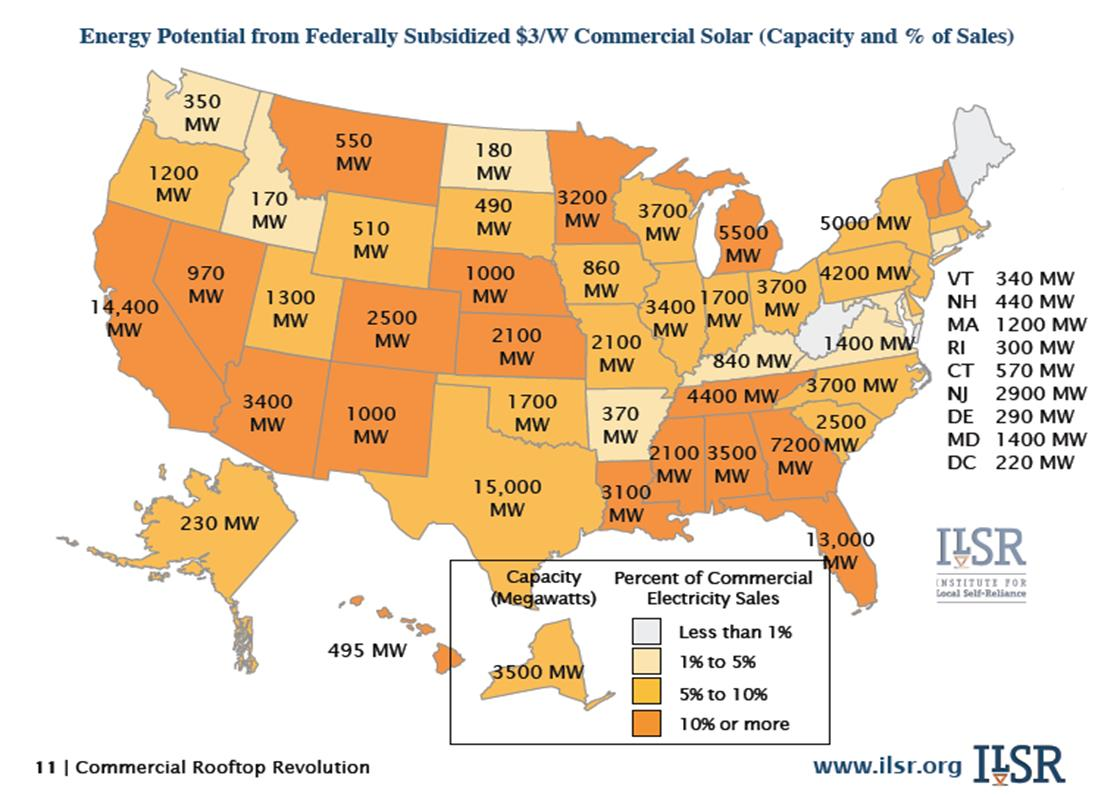 Energy Potential from Federally Subsidized $3/W Commercial Solar (Capacity and % of Sales)
350
MW
550
MW
180
MW
1200
MW
170
MW
510
MW
490
MW
3200
MW
3700
MW
5500
MW
5000 MW
14,400
MW
970
MW
1300
MW
2500
MW
1000
MW
2100
MW
860
MW
2100
MW
3400
MW
1700
MW
3700
MW
4200 MW
840 MW
1400 MW
3400
MW
1000
MW
1700
MW
370
MW
4400 MW
3700 MW
2500
MW
15,000
MW
3100
MW
2100
MW
3500
MW
7200
MW
13,000
MW
230 MW
495 MW
VT 340 MW
NH 440 MW
MA 1200 MW
RI 300 MW
CT 570 MW
NJ 2900 MW
DE 290 MW
MD 1400 MW
DC 220 MW
ILSR
INSTITUTE FOR
Local Self-Reliance
Capacity
(Megawatts)
3500 MW
Percent of Commercial
Electricity Sales
Less than 1%
1% to 5%
5% to 10%
10% or more
11 | Commercial Rooftop Revolution
www.ilsr.org ILSR